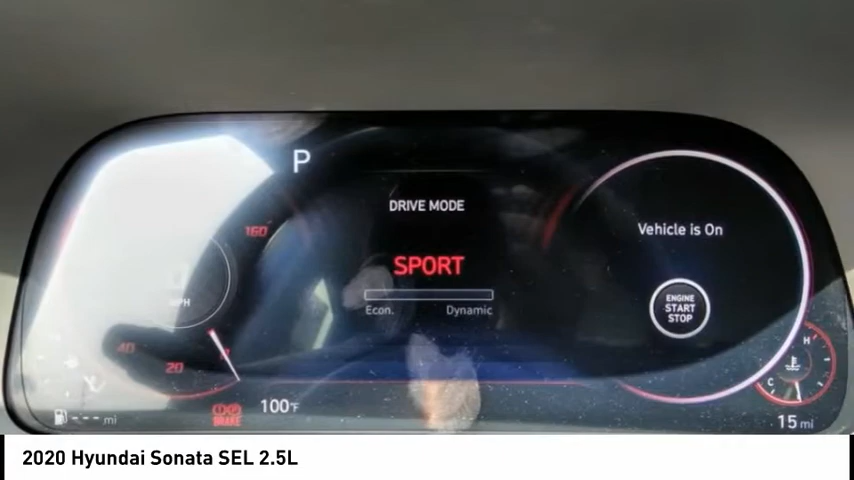 P
DRIVE MODE
160
Vehicle is On
SPORT
ENGINE
START
STOP
MPH
Econ. Dynamic
40
20
0
H
C
--- mi
BRAKE
100°F
15 mi
2020 Hyundai Sonata SEL 2.5L